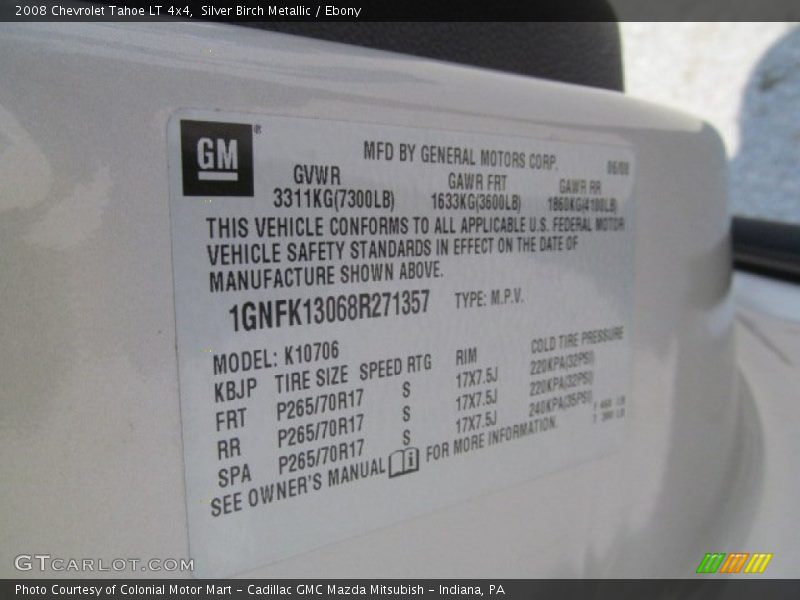 2008 Chevrolet Tahoe LT 4x4, Silver Birch Metallic / Ebony
GM ®
MFD BY GENERAL MOTORS CORP. 06/08
GVWR GAWR FRT GAWR RR
3311KG(7300LB) 1633KG(3600LB) 1860KG(4100LB)
THIS VEHICLE CONFORMS TO ALL APPLICABLE U.S. FEDERAL MOTOR
VEHICLE SAFETY STANDARDS IN EFFECT ON THE DATE OF
MANUFACTURE SHOWN ABOVE.
1GNFK13068R271357 TYPE: M.P.V.
MODEL: K10706
KBJP TIRE SIZE SPEED RTG RIM COLD TIRE PRESSURE
FRT P265/70R17 S 17X7.5J 220KPA(32PSI)
RR P265/70R17 S 17X7.5J 220KPA(32PSI)
SPA P265/70R17 S 17X7.5J 240KPA(35PSI)
SEE OWNER'S MANUAL i FOR MORE INFORMATION.
GTCARLOT.COM
Photo Courtesy of Colonial Motor Mart - Cadillac GMC Mazda Mitsubish - Indiana, PA